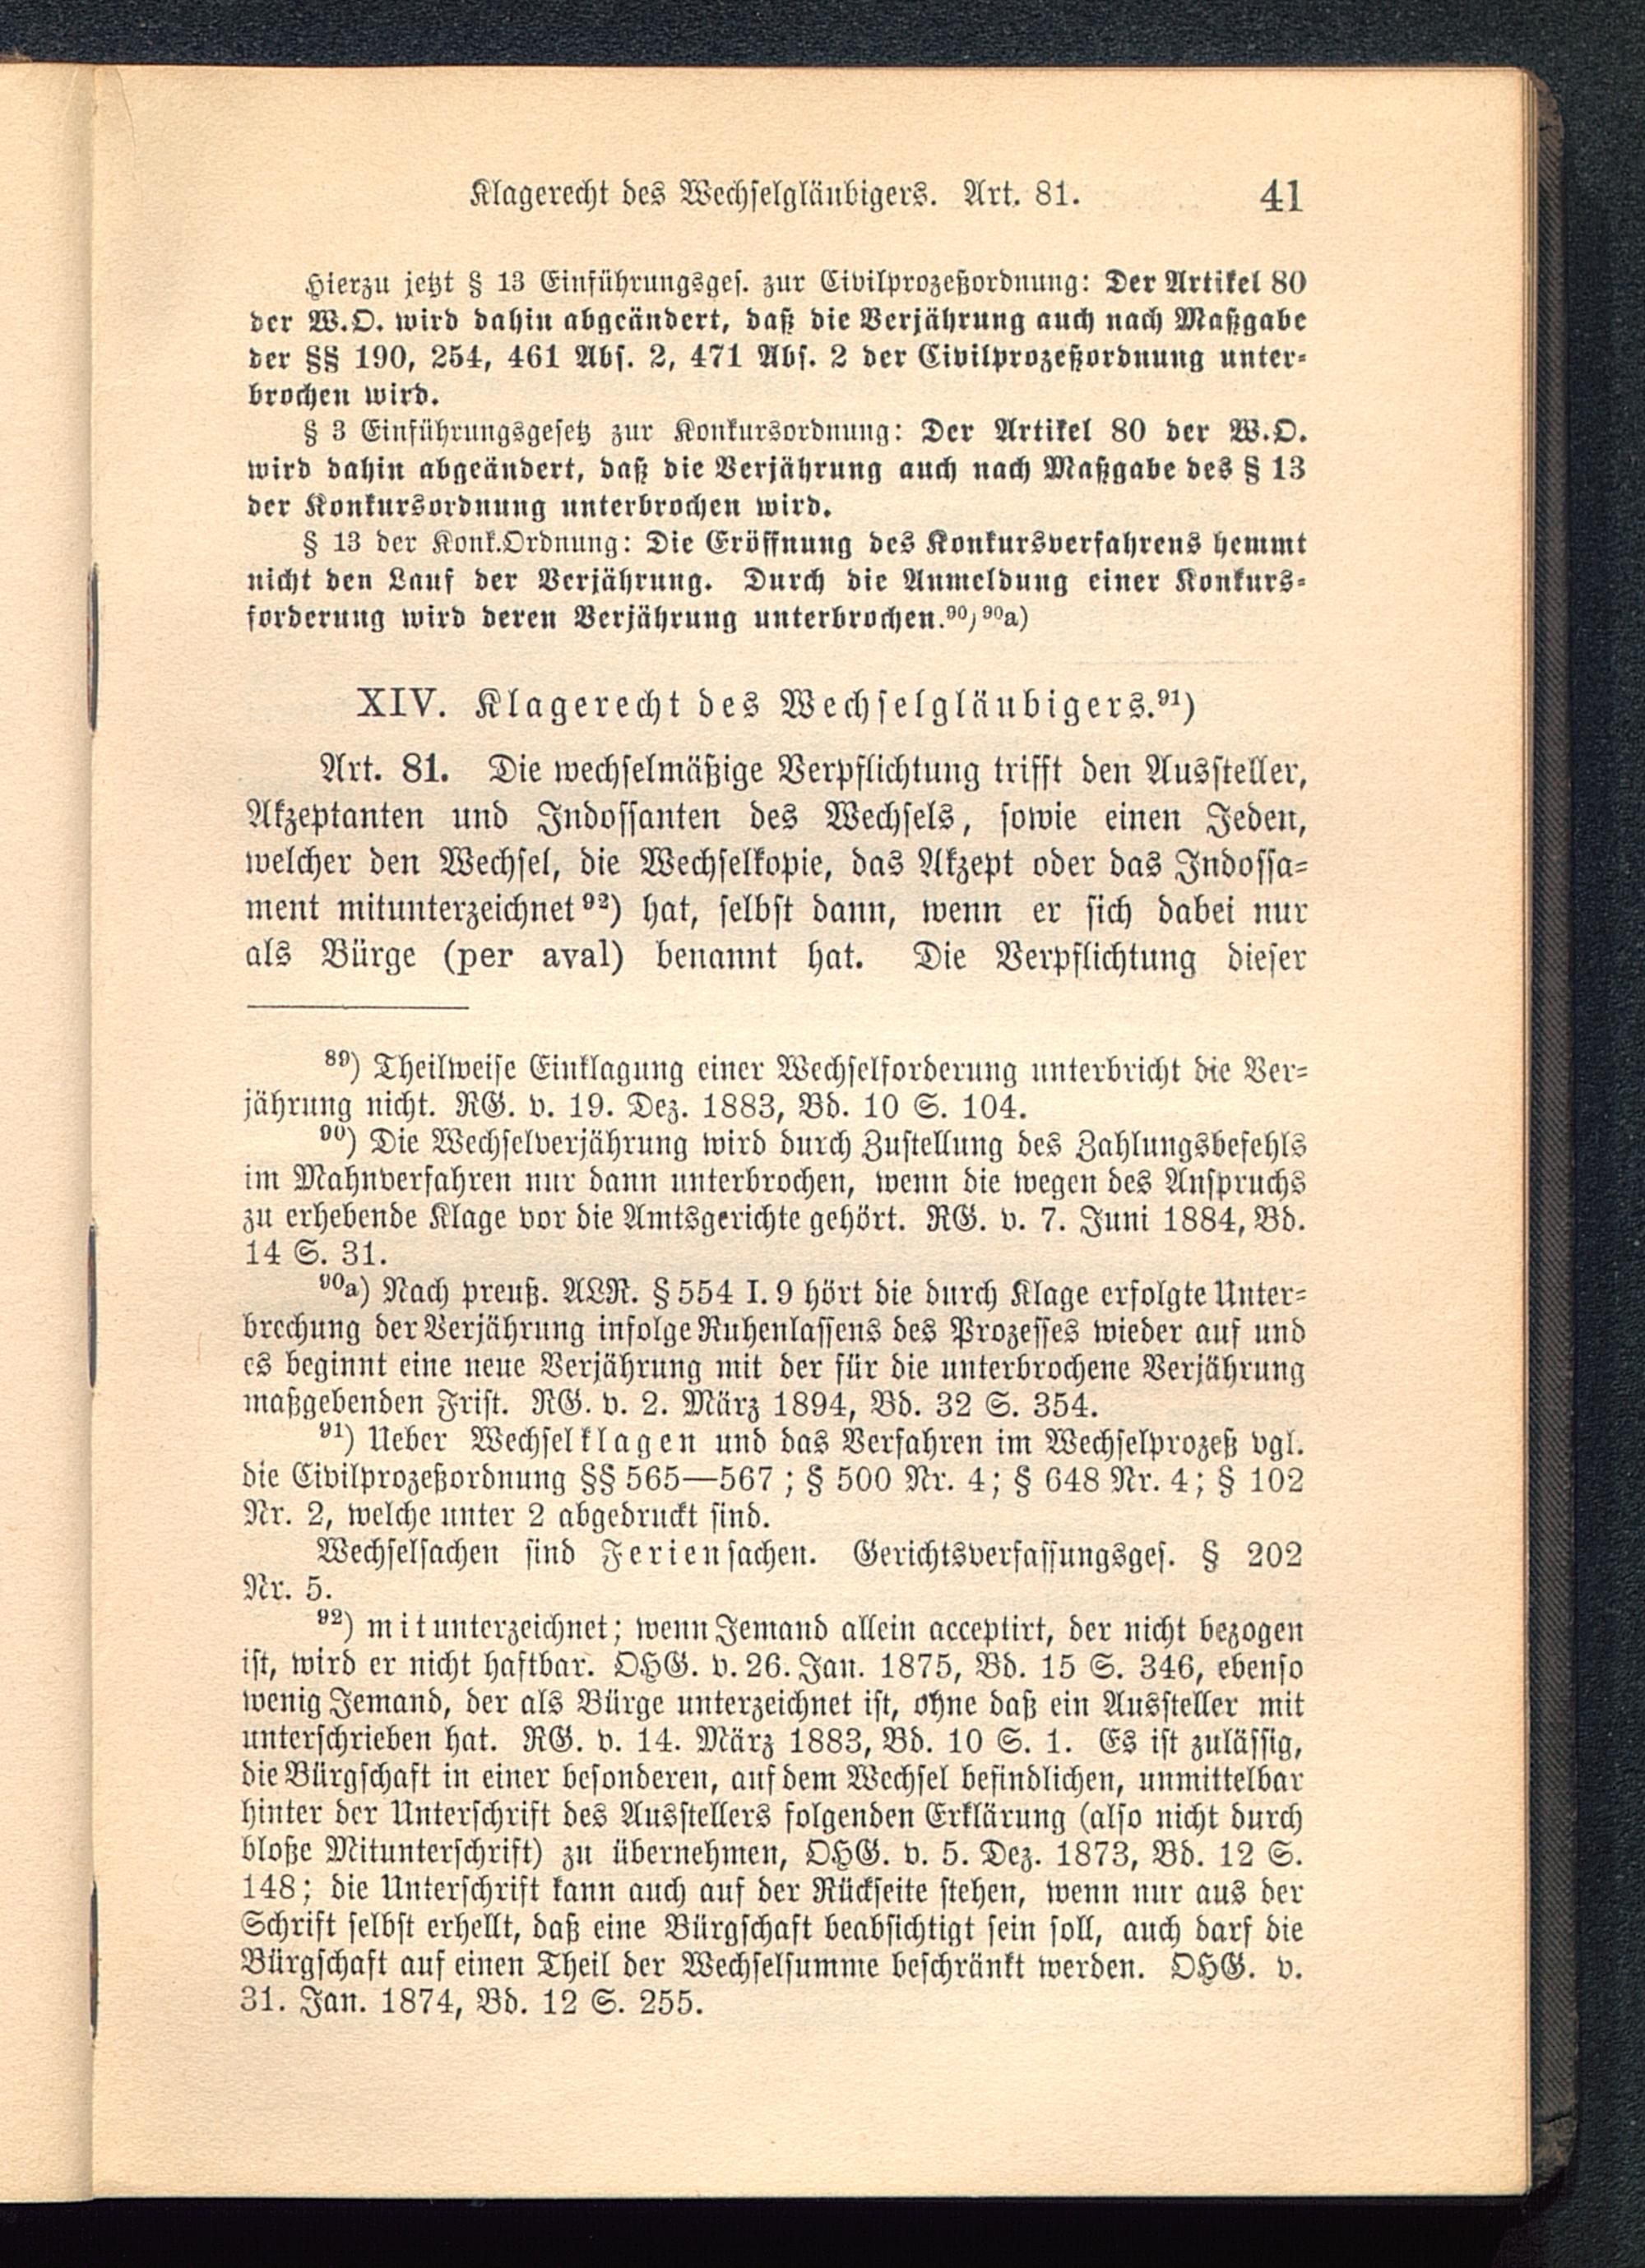 Klagerecht des Wechselgläubigers. Art. 81. 41
Hierzu jetzt § 13 Einführungsges. zur Civilprozeßordnung: Der Artikel 80
der W.O. wird dahin abgeändert, daß die Verjährung auch nach Maßgabe
der §§ 190, 254, 461 Abs. 2, 471 Abs. 2 der Civilprozeßordnung unter-
brochen wird.
§ 3 Einführungsgesetz zur Konkursordnung: Der Artikel 80 der W.O.
wird dahin abgeändert, daß die Verjährung auch nach Maßgabe des § 13
der Konkursordnung unterbrochen wird.
§ 13 der Konk.Ordnung: Die Eröffnung des Konkursverfahrens hemmt
nicht den Lauf der Verjährung. Durch die Anmeldung einer Konkurs-
forderung wird deren Verjährung unterbrochen.⁹⁰,⁹⁰a)
XIV. Klagerecht des Wechselgläubigers.⁹¹)
Art. 81. Die wechselmäßige Verpflichtung trifft den Aussteller,
Akzeptanten und Indossanten des Wechsels, sowie einen Jeden,
welcher den Wechsel, die Wechselkopie, das Akzept oder das Indossa-
ment mitunterzeichnet⁹²) hat, selbst dann, wenn er sich dabei nur
als Bürge (per aval) benannt hat. Die Verpflichtung dieser
⁸⁹) Theilweise Einklagung einer Wechselforderung unterbricht die Ver-
jährung nicht. RG. v. 19. Dez. 1883, Bd. 10 S. 104.
⁹⁰) Die Wechselverjährung wird durch Zustellung des Zahlungsbefehls
im Mahnverfahren nur dann unterbrochen, wenn die wegen des Anspruchs
zu erhebende Klage vor die Amtsgerichte gehört. RG. v. 7. Juni 1884, Bd.
14 S. 31.
⁹⁰a) Nach preuß. ALR. § 554 I. 9 hört die durch Klage erfolgte Unter-
brechung der Verjährung infolge Ruhenlassens des Prozesses wieder auf und
es beginnt eine neue Verjährung mit der für die unterbrochene Verjährung
maßgebenden Frist. RG. v. 2. März 1894, Bd. 32 S. 354.
⁹¹) Ueber Wechselklagen und das Verfahren im Wechselprozeß vgl.
die Civilprozeßordnung §§ 565—567; § 500 Nr. 4; § 648 Nr. 4; § 102
Nr. 2, welche unter 2 abgedruckt sind.
Wechselsachen sind Feriensachen. Gerichtsverfassungsges. § 202
Nr. 5.
⁹²) mitunterzeichnet; wenn Jemand allein acceptirt, der nicht bezogen
ist, wird er nicht haftbar. OHG. v. 26. Jan. 1875, Bd. 15 S. 346, ebenso
wenig Jemand, der als Bürge unterzeichnet ist, ohne daß ein Aussteller mit
unterschrieben hat. RG. v. 14. März 1883, Bd. 10 S. 1. Es ist zulässig,
die Bürgschaft in einer besonderen, auf dem Wechsel befindlichen, unmittelbar
hinter der Unterschrift des Ausstellers folgenden Erklärung (also nicht durch
bloße Mitunterschrift) zu übernehmen, OHG. v. 5. Dez. 1873, Bd. 12 S.
148; die Unterschrift kann auch auf der Rückseite stehen, wenn nur aus der
Schrift selbst erhellt, daß eine Bürgschaft beabsichtigt sein soll, auch darf die
Bürgschaft auf einen Theil der Wechselsumme beschränkt werden. OHG. v.
31. Jan. 1874, Bd. 12 S. 255.